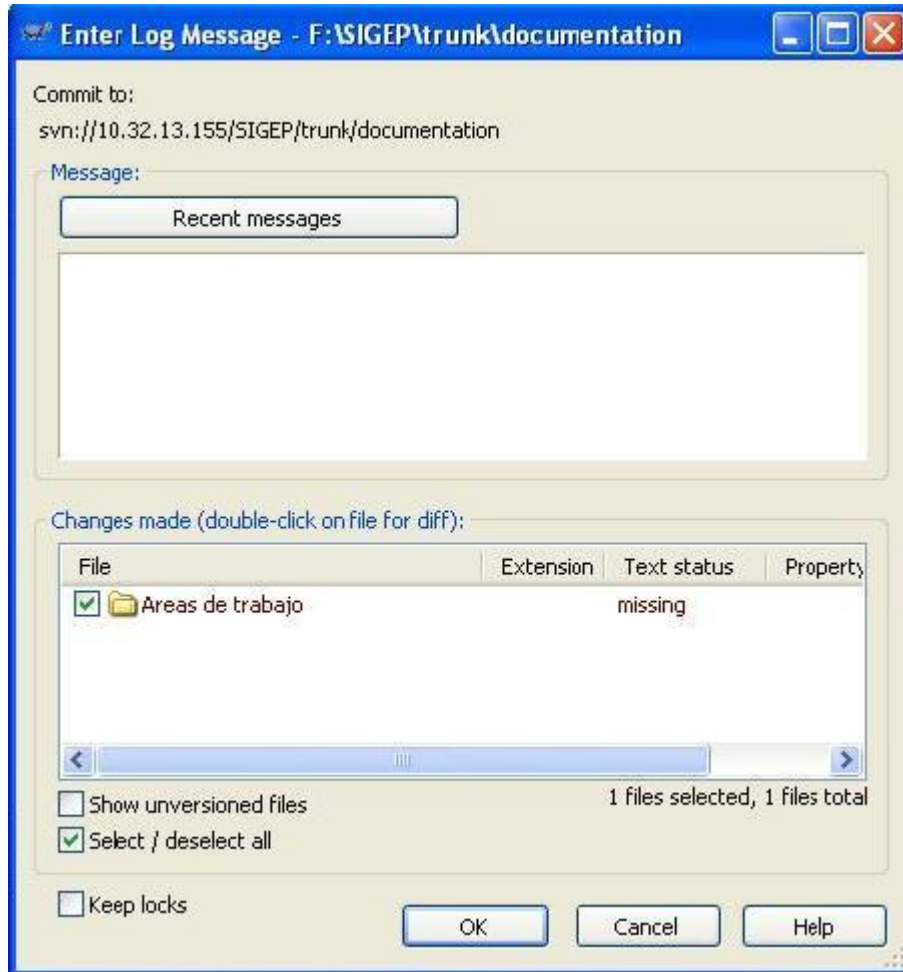 Enter Log Message - F:\SIGEP\trunk\documentation
Commit to:
svn://10.32.13.155/SIGEP/trunk/documentation
Message:
Recent messages
Changes made (double-click on file for diff):
File Extension Text status Property
Areas de trabajo missing
Show unversioned files 1 files selected, 1 files total
Select / deselect all
Keep locks
OK Cancel Help